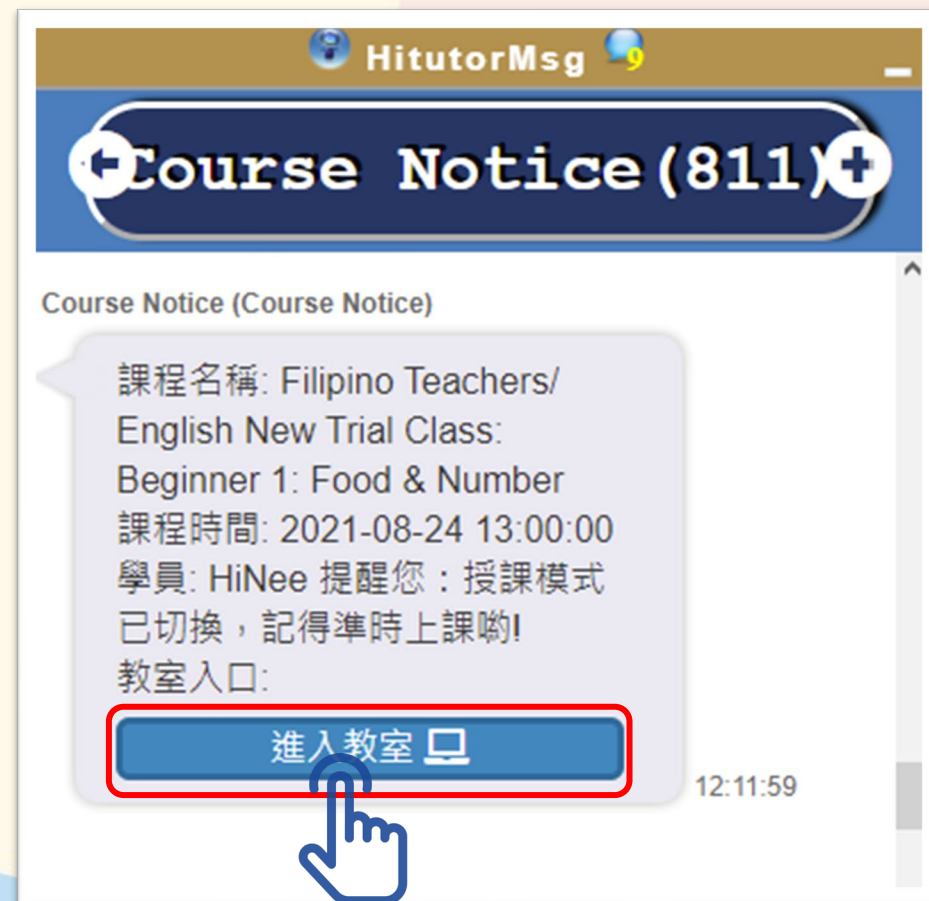 HitutorMsg 9
Course Notice(811)
Course Notice (Course Notice)
課程名稱: Filipino Teachers/
English New Trial Class:
Beginner 1: Food & Number
課程時間: 2021-08-24 13:00:00
學員: HiNee 提醒您：授課模式
已切換，記得準時上課喲!
教室入口:
進入教室
12:11:59